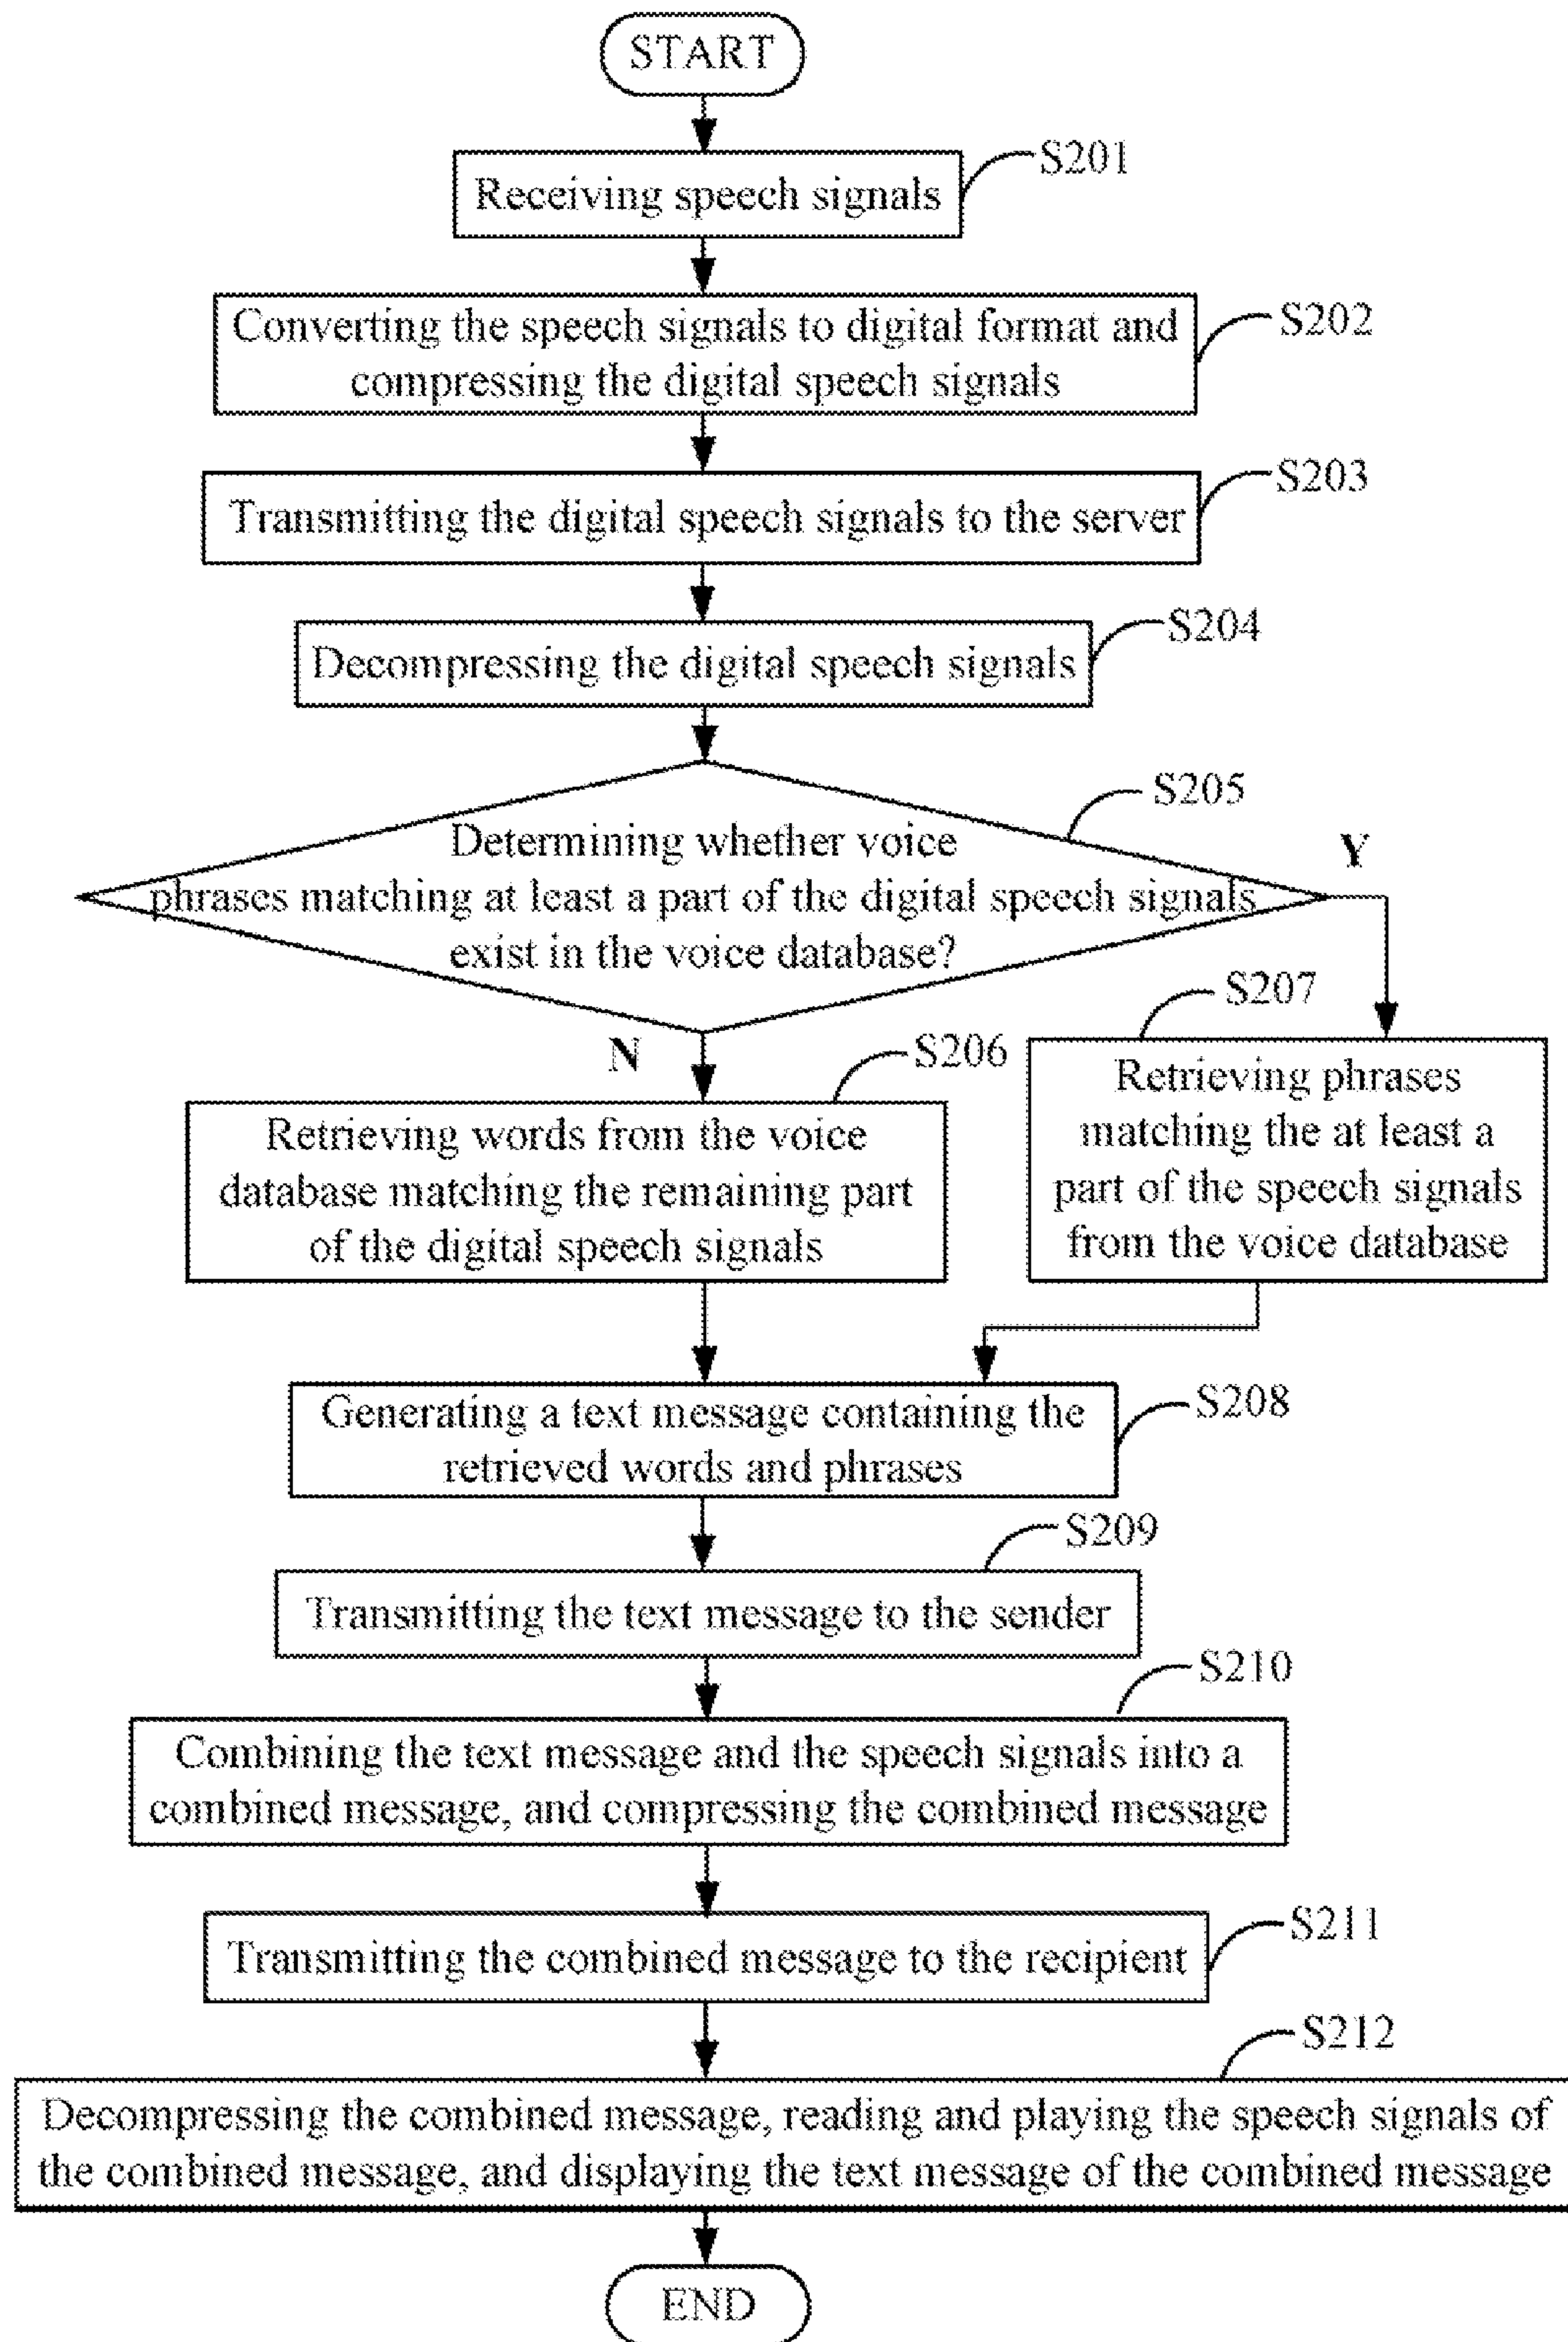 START
S201
Receiving speech signals
S202
Converting the speech signals to digital format and
compressing the digital speech signals
S203
Transmitting the digital speech signals to the server
S204
Decompressing the digital speech signals
S205
Determining whether voice
phrases matching at least a part of the digital speech signals
exist in the voice database?
Y
N
S206
Retrieving words from the voice
database matching the remaining part
of the digital speech signals
S207
Retrieving phrases
matching the at least a
part of the speech signals
from the voice database
S208
Generating a text message containing the
retrieved words and phrases
S209
Transmitting the text message to the sender
S210
Combining the text message and the speech signals into a
combined message, and compressing the combined message
S211
Transmitting the combined message to the recipient
S212
Decompressing the combined message, reading and playing the speech signals of
the combined message, and displaying the text message of the combined message
END